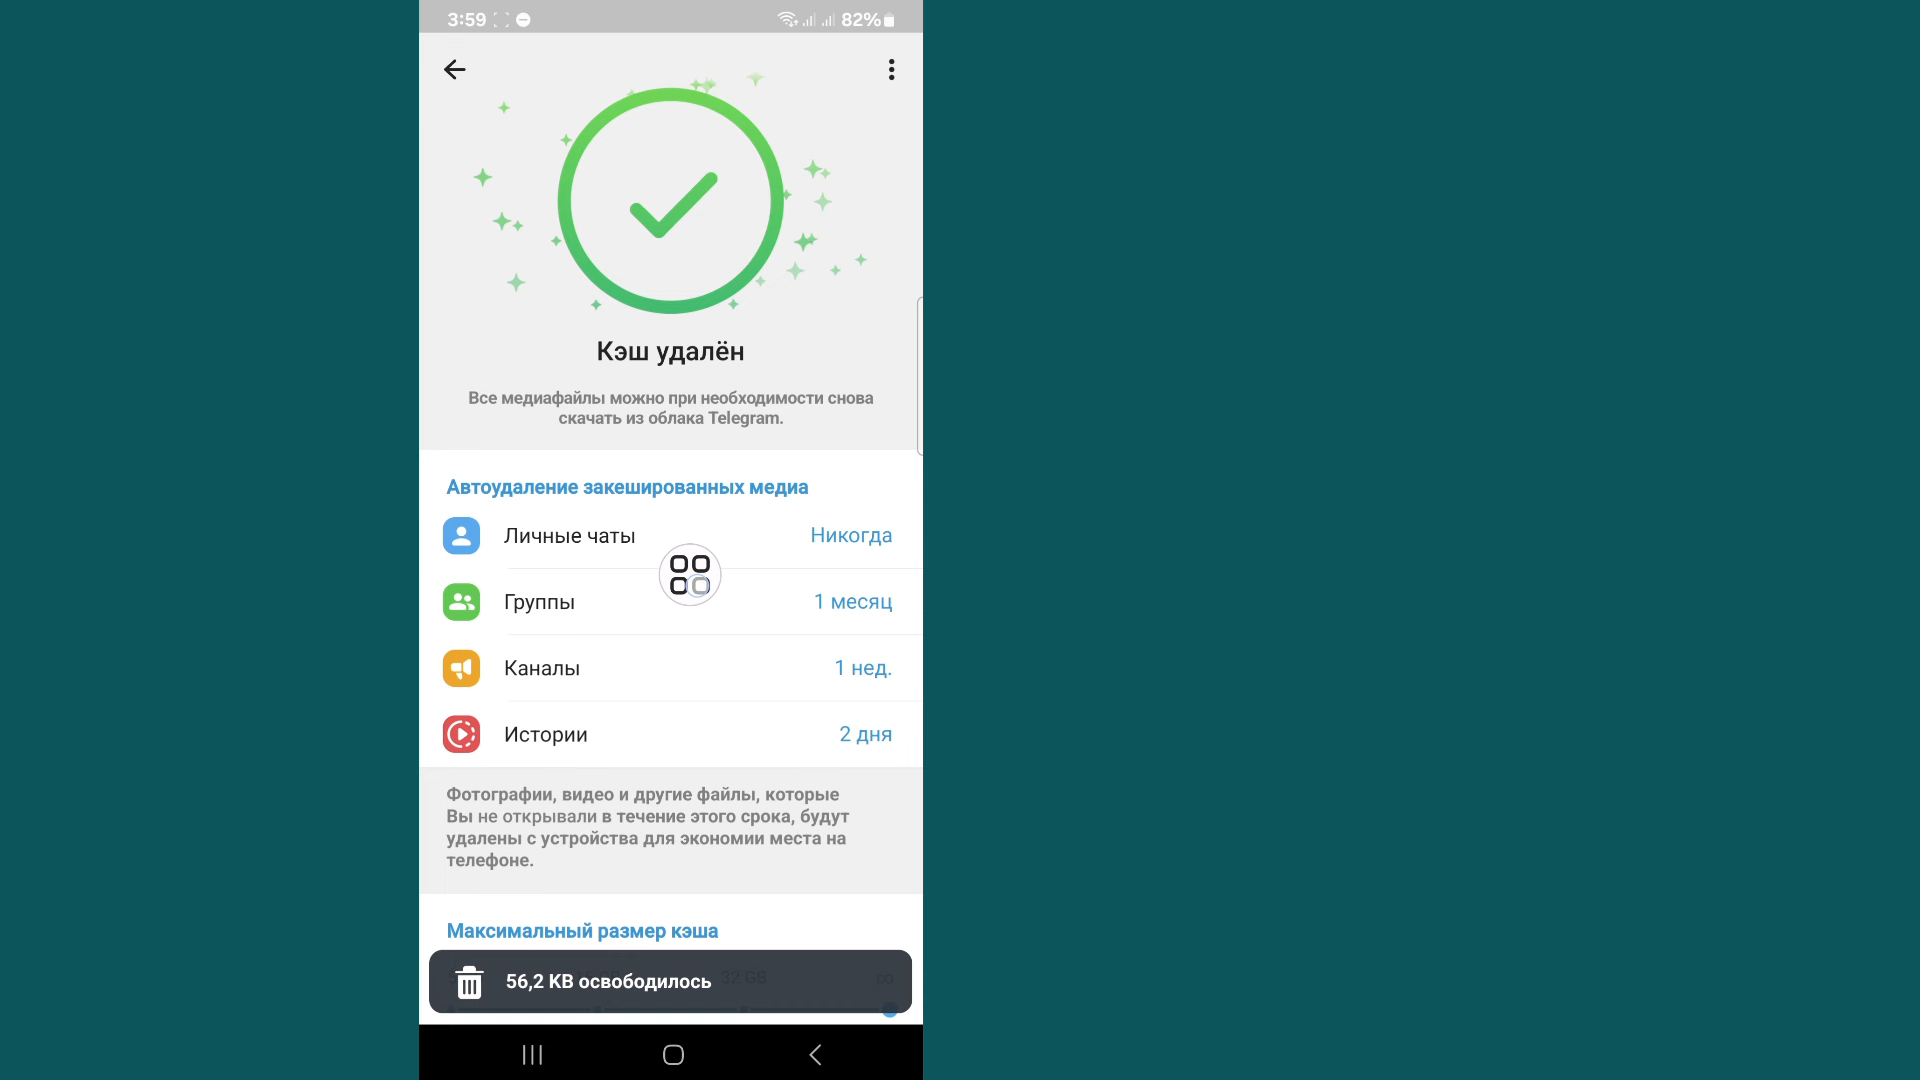 3:59
82%
Кэш удалён
Все медиафайлы можно при необходимости снова
скачать из облака Telegram.
Автоудаление закешированных медиа
Личные чаты Никогда
Группы 1 месяц
Каналы 1 нед.
Истории 2 дня
Фотографии, видео и другие файлы, которые
Вы не открывали в течение этого срока, будут
удалены с устройства для экономии места на
телефоне.
Максимальный размер кэша
32 GB ∞
56,2 KB освободилось